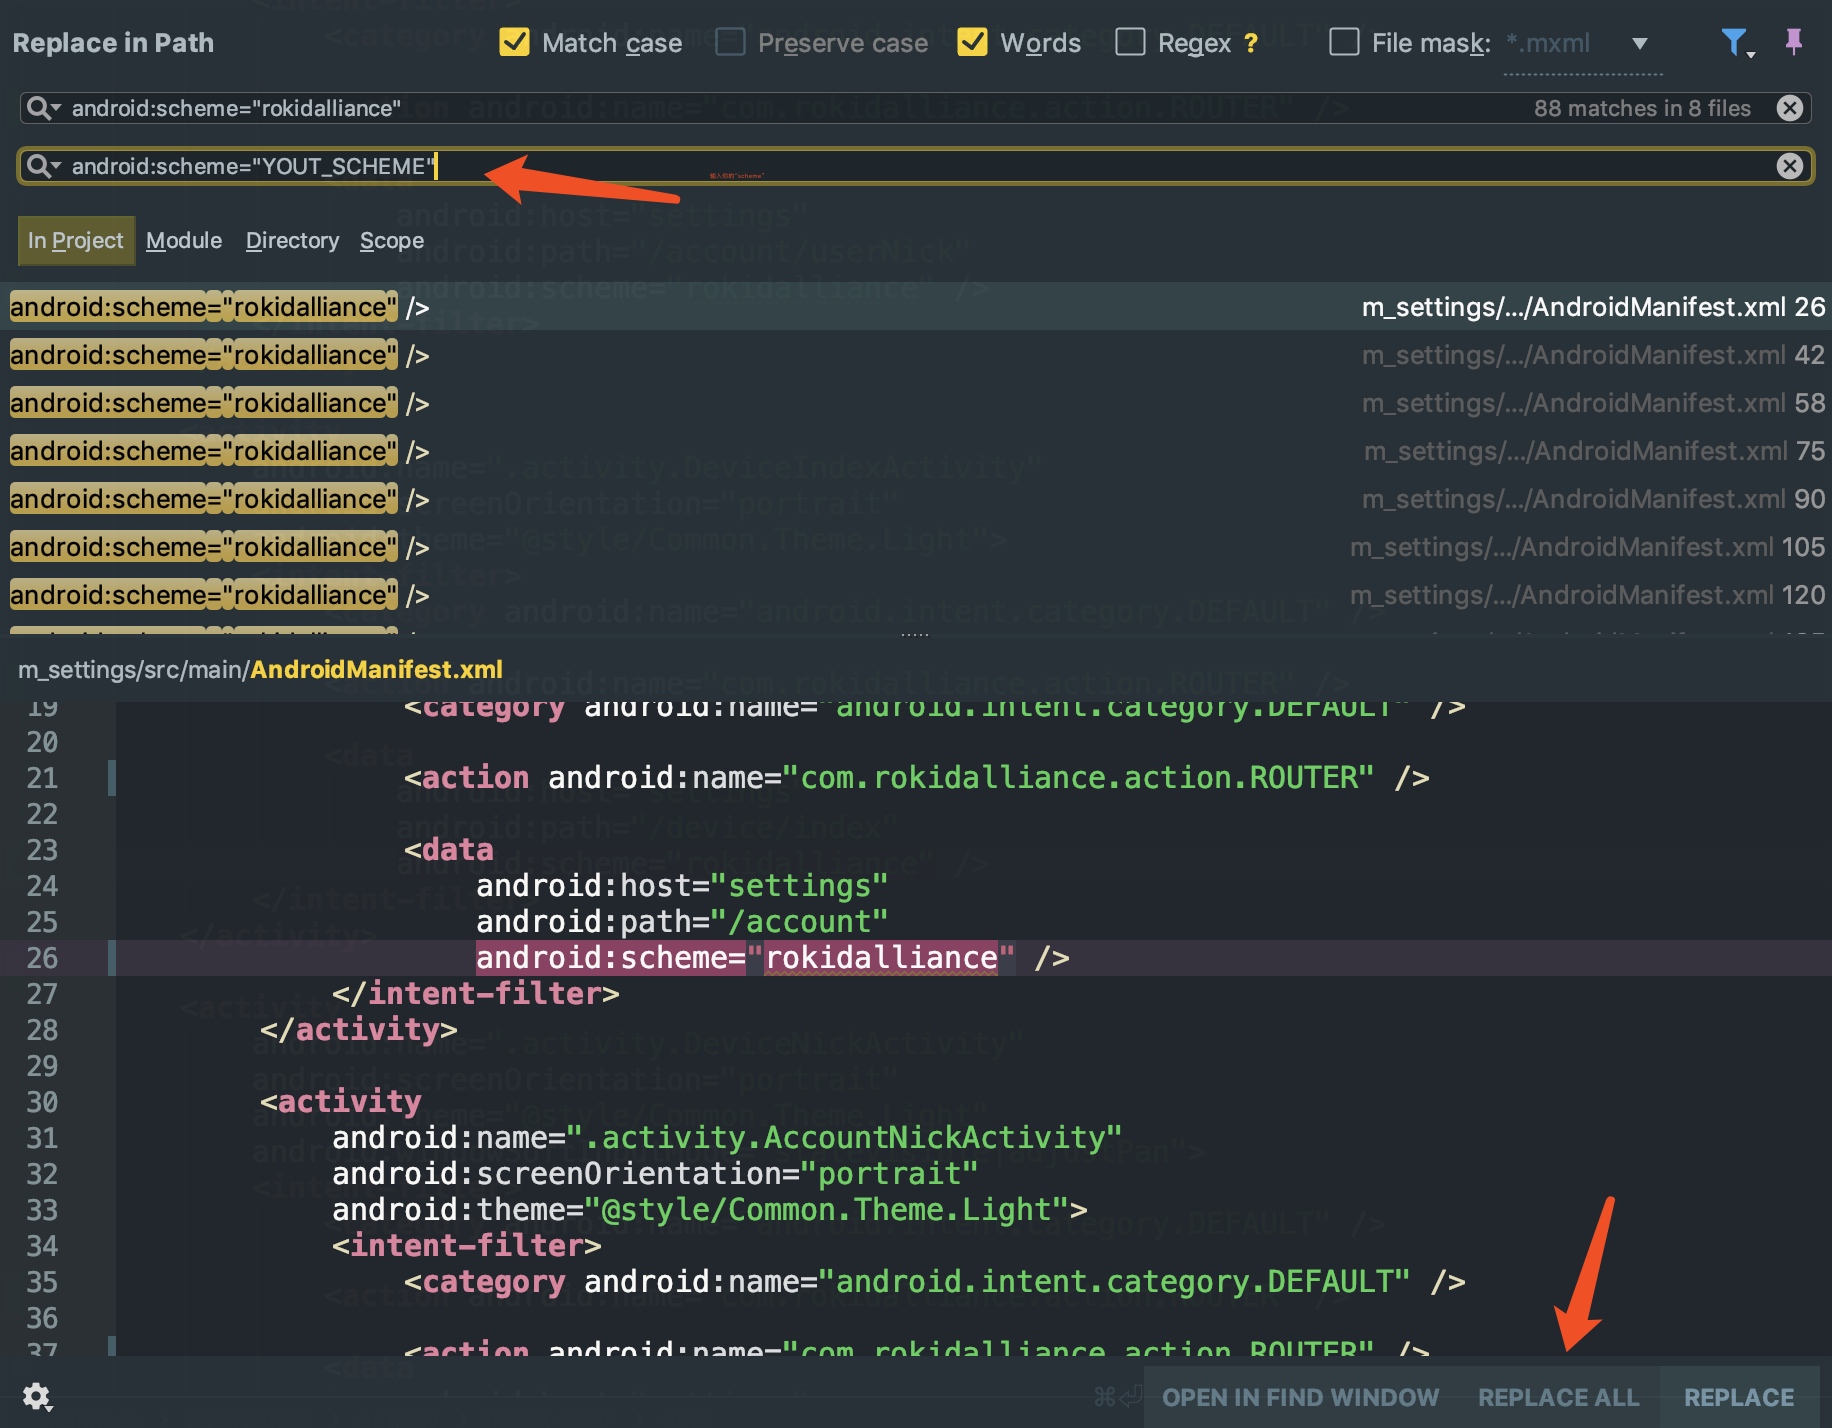 Replace in Path
Match case
Preserve case
Words
Regex ?
File mask: *.mxml
android:scheme="rokidalliance"
88 matches in 8 files
android:scheme="YOUT_SCHEME"
输入你的"scheme"
In Project
Module
Directory
Scope
android:scheme="rokidalliance" /> m_settings/.../AndroidManifest.xml 26
android:scheme="rokidalliance" /> m_settings/.../AndroidManifest.xml 42
android:scheme="rokidalliance" /> m_settings/.../AndroidManifest.xml 58
android:scheme="rokidalliance" /> m_settings/.../AndroidManifest.xml 75
android:scheme="rokidalliance" /> m_settings/.../AndroidManifest.xml 90
android:scheme="rokidalliance" /> m_settings/.../AndroidManifest.xml 105
android:scheme="rokidalliance" /> m_settings/.../AndroidManifest.xml 120
m_settings/src/main/AndroidManifest.xml
19 <category android:name="android.intent.category.DEFAULT" />
20
21 <action android:name="com.rokidalliance.action.ROUTER" />
22
23 <data
24 android:host="settings"
25 android:path="/account"
26 android:scheme="rokidalliance" />
27 </intent-filter>
28 </activity>
29
30 <activity
31 android:name=".activity.AccountNickActivity"
32 android:screenOrientation="portrait"
33 android:theme="@style/Common.Theme.Light">
34 <intent-filter>
35 <category android:name="android.intent.category.DEFAULT" />
36
37 <action android:name="com.rokidalliance.action.ROUTER" />
⌘⏎ OPEN IN FIND WINDOW
REPLACE ALL
REPLACE